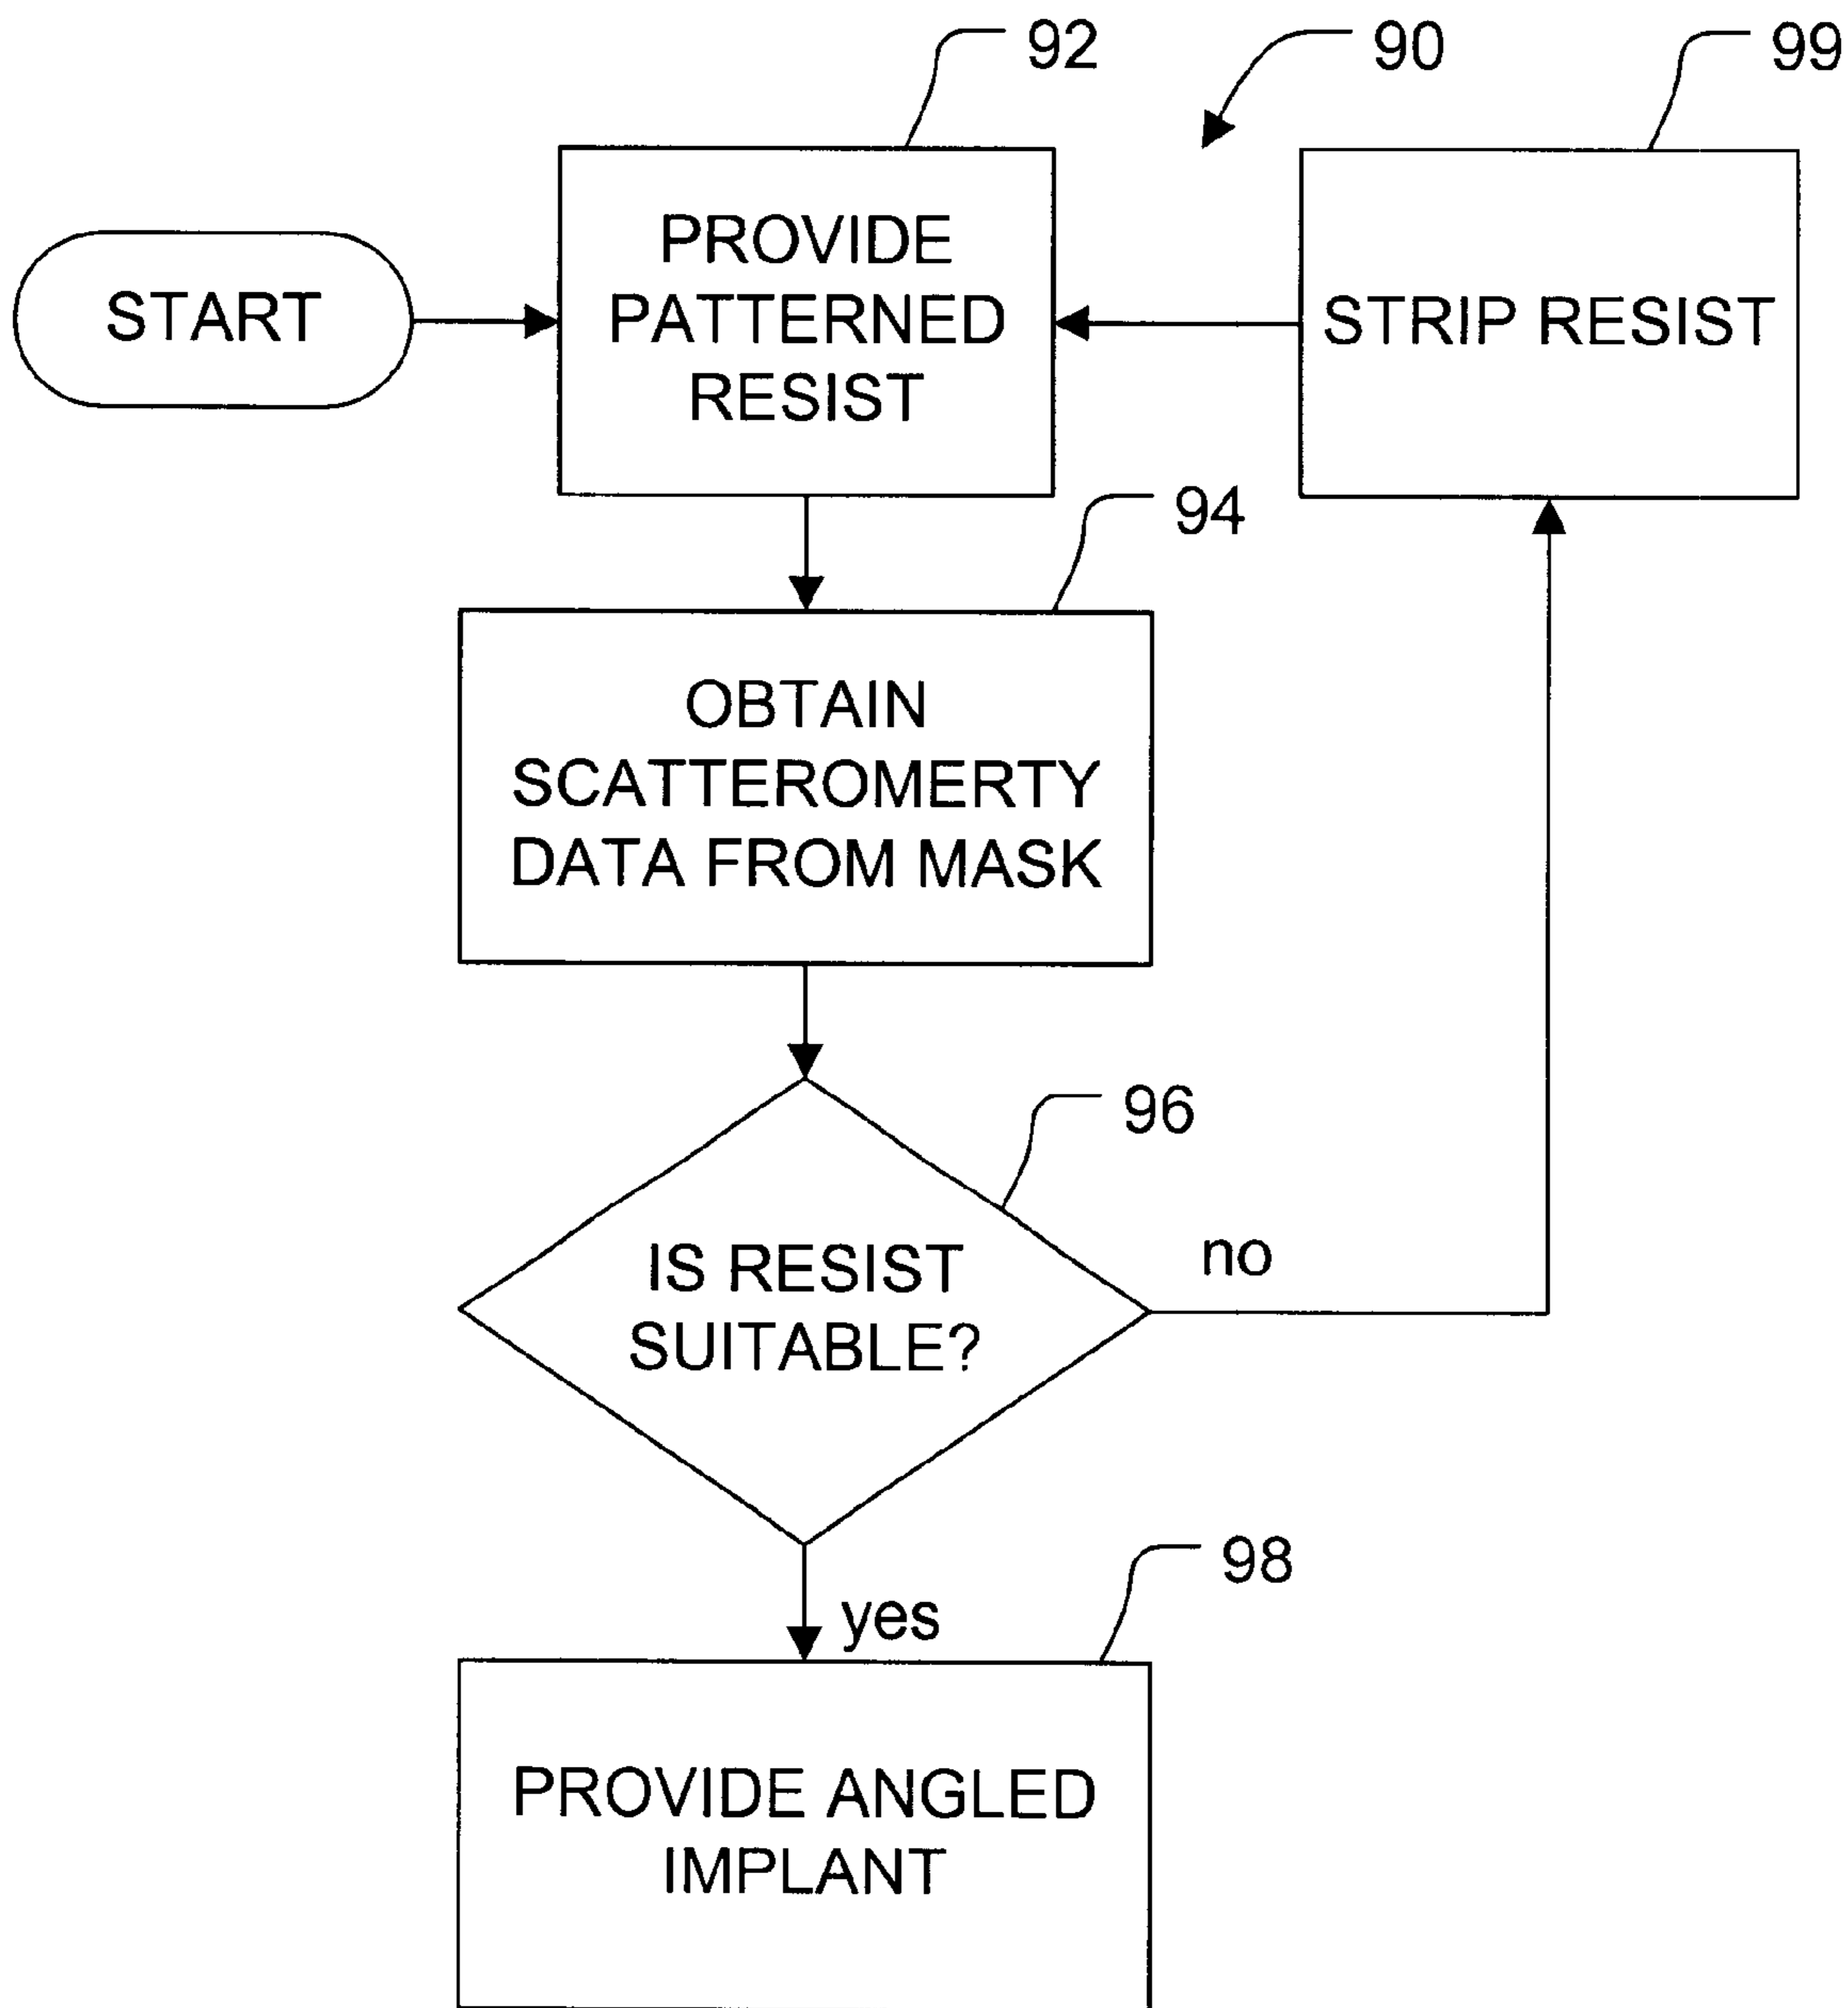 92
90
99
START
PROVIDE
PATTERNED
RESIST
STRIP RESIST
94
OBTAIN
SCATTEROMERTY
DATA FROM MASK
96
IS RESIST
SUITABLE?
no
yes
98
PROVIDE ANGLED
IMPLANT